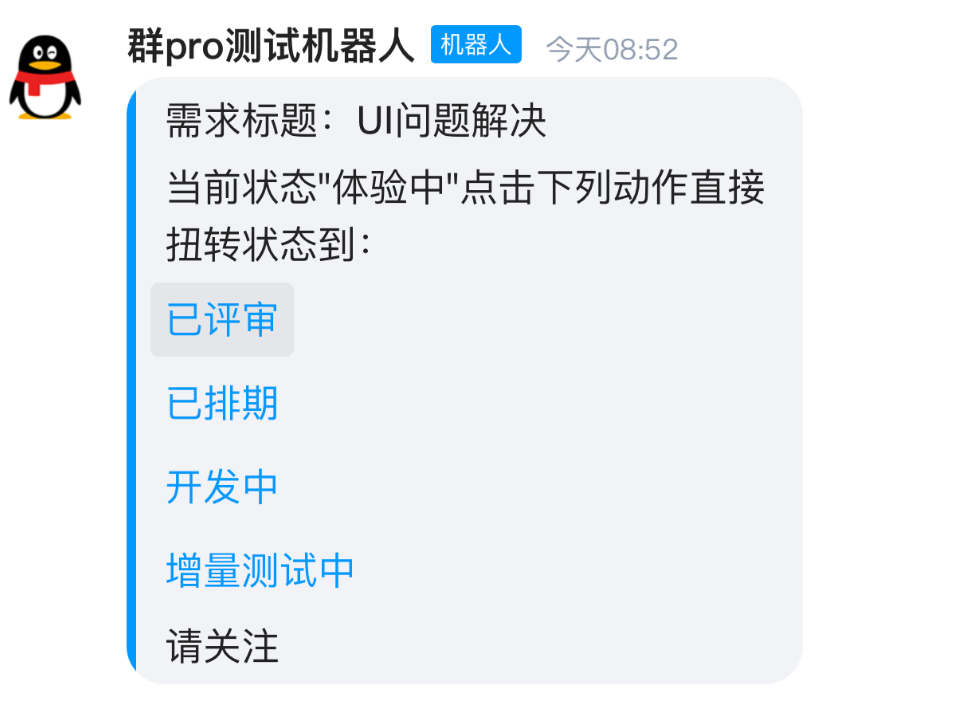 群pro测试机器人 机器人 今天08:52
需求标题：UI问题解决
当前状态"体验中"点击下列动作直接
扭转状态到：
已评审
已排期
开发中
增量测试中
请关注